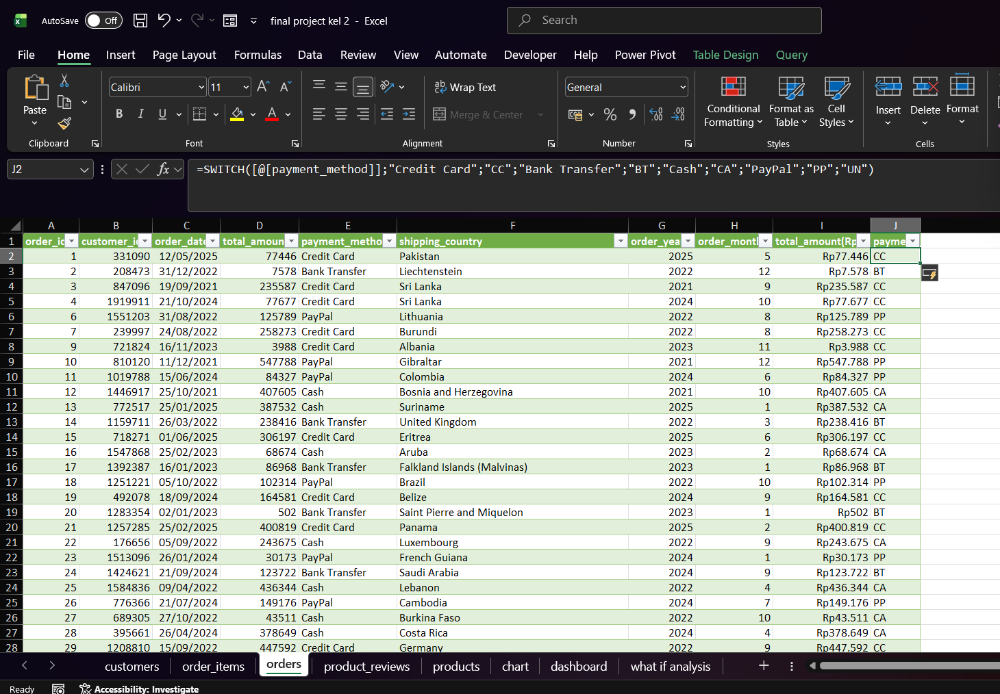 AutoSave Off final project kel 2 - Excel Search
File Home Insert Page Layout Formulas Data Review View Automate Developer Help Power Pivot Table Design Query
Calibri 11 Wrap Text General
Paste B I U Merge & Center % Conditional Formatting Format as Table Cell Styles Insert Delete Format
Clipboard Font Alignment Number Styles Cells
J2 fx =SWITCH([@[payment_method]];"Credit Card";"CC";"Bank Transfer";"BT";"Cash";"CA";"PayPal";"PP";"UN")
A B C D E F G H I J
1 order_id customer_i order_date total_amoun payment_metho shipping_country order_yea order_month total_amount(Rp payme
2 1 331090 12/05/2025 77446 Credit Card Pakistan 2025 5 Rp77.446 CC
3 2 208473 31/12/2022 7578 Bank Transfer Liechtenstein 2022 12 Rp7.578 BT
4 3 847096 19/09/2021 235587 Credit Card Sri Lanka 2021 9 Rp235.587 CC
5 4 1919911 21/10/2024 77677 Credit Card Sri Lanka 2024 10 Rp77.677 CC
6 6 1551203 31/08/2022 125789 PayPal Lithuania 2022 8 Rp125.789 PP
7 7 239997 24/08/2022 258273 Credit Card Burundi 2022 8 Rp258.273 CC
8 9 721824 16/11/2023 3988 Credit Card Albania 2023 11 Rp3.988 CC
9 10 810120 11/12/2021 547788 PayPal Gibraltar 2021 12 Rp547.788 PP
10 11 1019788 15/06/2024 84327 PayPal Colombia 2024 6 Rp84.327 PP
11 12 1446917 25/10/2021 407605 Cash Bosnia and Herzegovina 2021 10 Rp407.605 CA
12 13 772517 25/01/2025 387532 Cash Suriname 2025 1 Rp387.532 CA
13 14 1159711 26/03/2022 238416 Bank Transfer United Kingdom 2022 3 Rp238.416 BT
14 15 718271 01/06/2025 306197 Credit Card Eritrea 2025 6 Rp306.197 CC
15 16 1547868 25/02/2023 68674 Cash Aruba 2023 2 Rp68.674 CA
16 17 1392387 16/01/2023 86968 Bank Transfer Falkland Islands (Malvinas) 2023 1 Rp86.968 BT
17 18 1251221 05/10/2022 102314 PayPal Brazil 2022 10 Rp102.314 PP
18 19 492078 18/09/2024 164581 Credit Card Belize 2024 9 Rp164.581 CC
19 20 1283354 02/01/2023 502 Bank Transfer Saint Pierre and Miquelon 2023 1 Rp502 BT
20 21 1257285 25/02/2025 400819 Credit Card Panama 2025 2 Rp400.819 CC
21 22 176656 05/09/2022 243675 Cash Luxembourg 2022 9 Rp243.675 CA
22 23 1513096 26/01/2024 30173 PayPal French Guiana 2024 1 Rp30.173 PP
23 24 1424621 21/09/2024 123722 Bank Transfer Saudi Arabia 2024 9 Rp123.722 BT
24 25 1584836 09/04/2022 436344 Cash Lebanon 2022 4 Rp436.344 CA
25 26 776366 21/07/2024 149176 PayPal Cambodia 2024 7 Rp149.176 PP
26 27 689305 27/10/2022 43511 Cash Burkina Faso 2022 10 Rp43.511 CA
27 28 395661 26/04/2024 378649 Cash Costa Rica 2024 4 Rp378.649 CA
28 29 1208810 15/09/2022 447592 Credit Card Germany 2022 9 Rp447.592 CC
customers order_items orders product_reviews products chart dashboard what if analysis
Ready Accessibility: Investigate